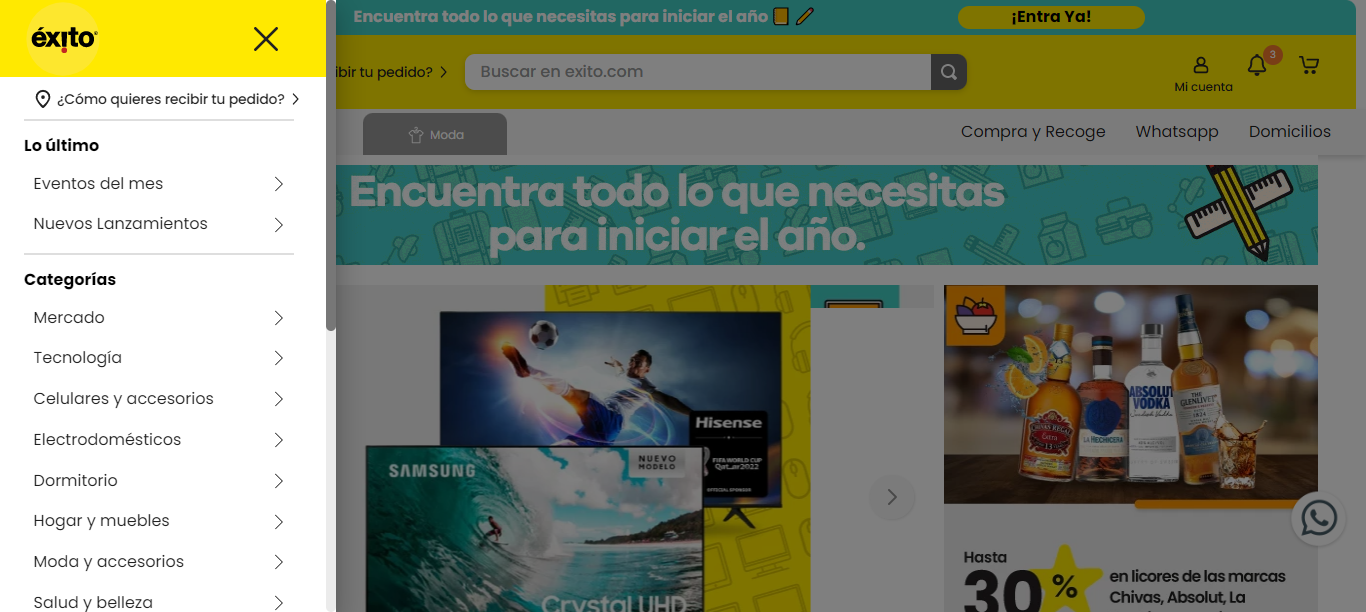 éxito
¿Cómo quieres recibir tu pedido?
Lo último
Eventos del mes
Nuevos Lanzamientos
Categorías
Mercado
Tecnología
Celulares y accesorios
Electrodomésticos
Dormitorio
Hogar y muebles
Moda y accesorios
Salud y belleza
Encuentra todo lo que necesitas para iniciar el año
¡Entra Ya!
ibir tu pedido?
Buscar en exito.com
Mi cuenta
3
Moda
Compra y Recoge
Whatsapp
Domicilios
Encuentra todo lo que necesitas
para iniciar el año.
Hisense
FIFA WORLD CUP
Qatar2022
OFFICIAL SPONSOR
SAMSUNG
NUEVO
MODELO
Crystal UHD
CHIVAS REGAL
Extra
13
LA HECHICERA
ABSOLUT
VODKA
THE
GLENLIVET
1824
Hasta
30%
en licores de las marcas
Chivas, Absolut, La